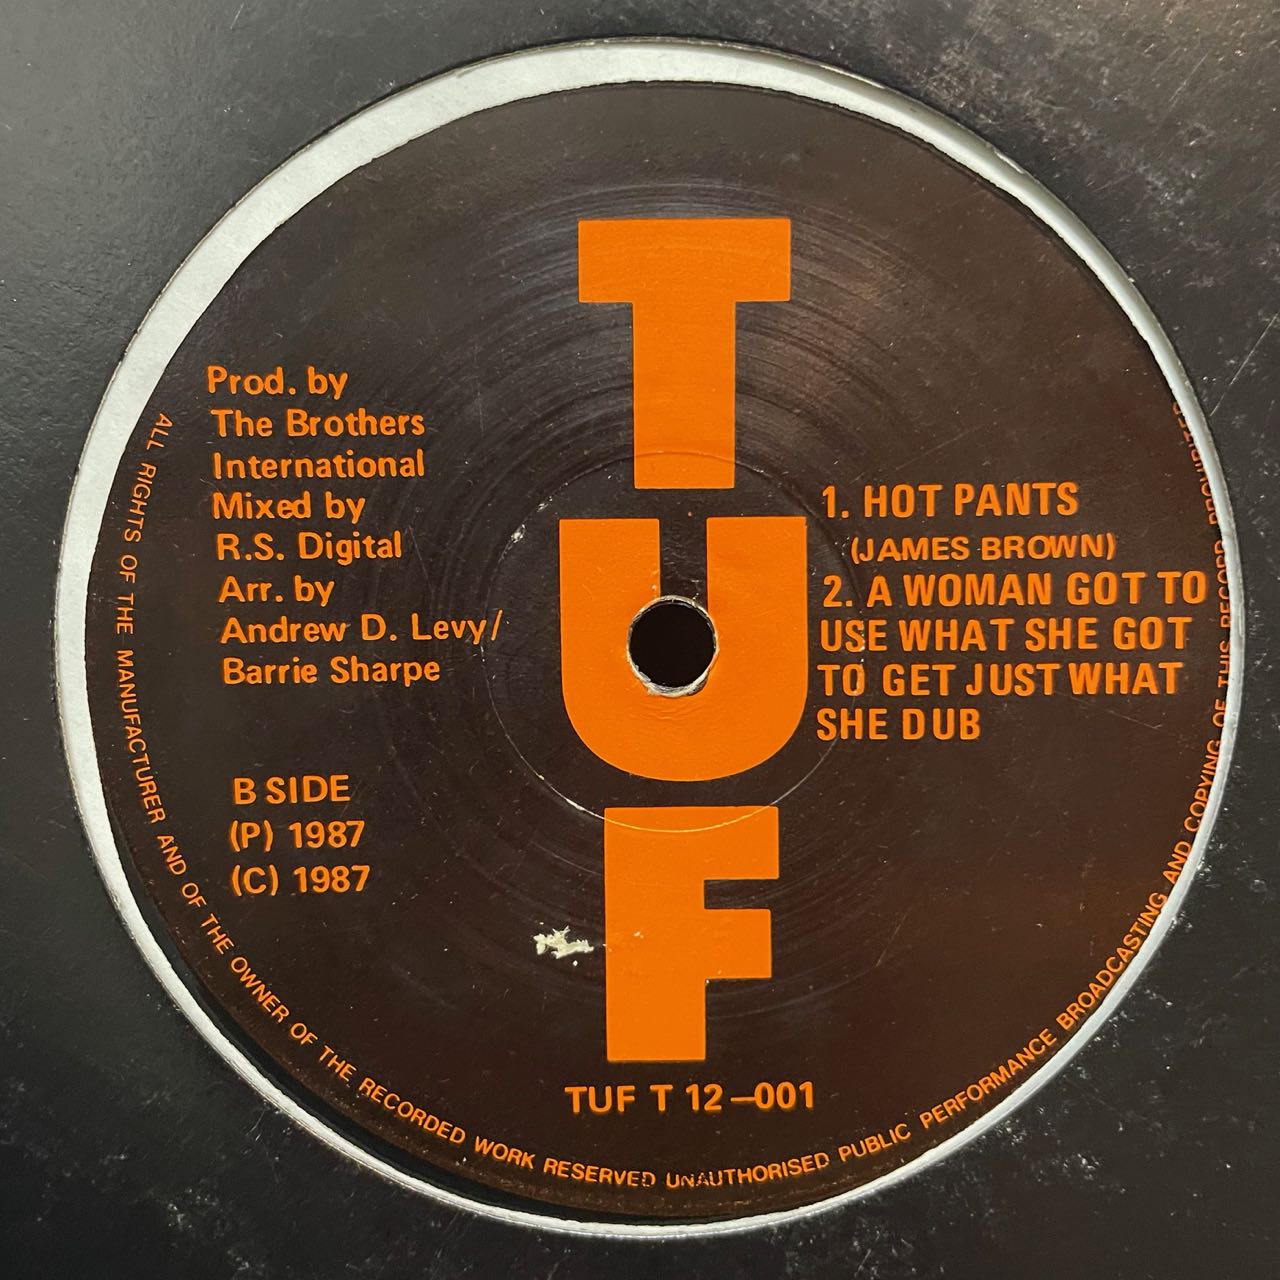 T
U
F
Prod. by
The Brothers
International
Mixed by
R.S. Digital
Arr. by
Andrew D. Levy/
Barrie Sharpe
B SIDE
(P) 1987
(C) 1987
1. HOT PANTS
(JAMES BROWN)
2. A WOMAN GOT TO
USE WHAT SHE GOT
TO GET JUST WHAT
SHE DUB
TUF T 12-001
ALL RIGHTS OF THE MANUFACTURER AND OF THE OWNER OF THE RECORDED WORK RESERVED UNAUTHORISED PUBLIC PERFORMANCE BROADCASTING AND COPYING OF THIS RECORD